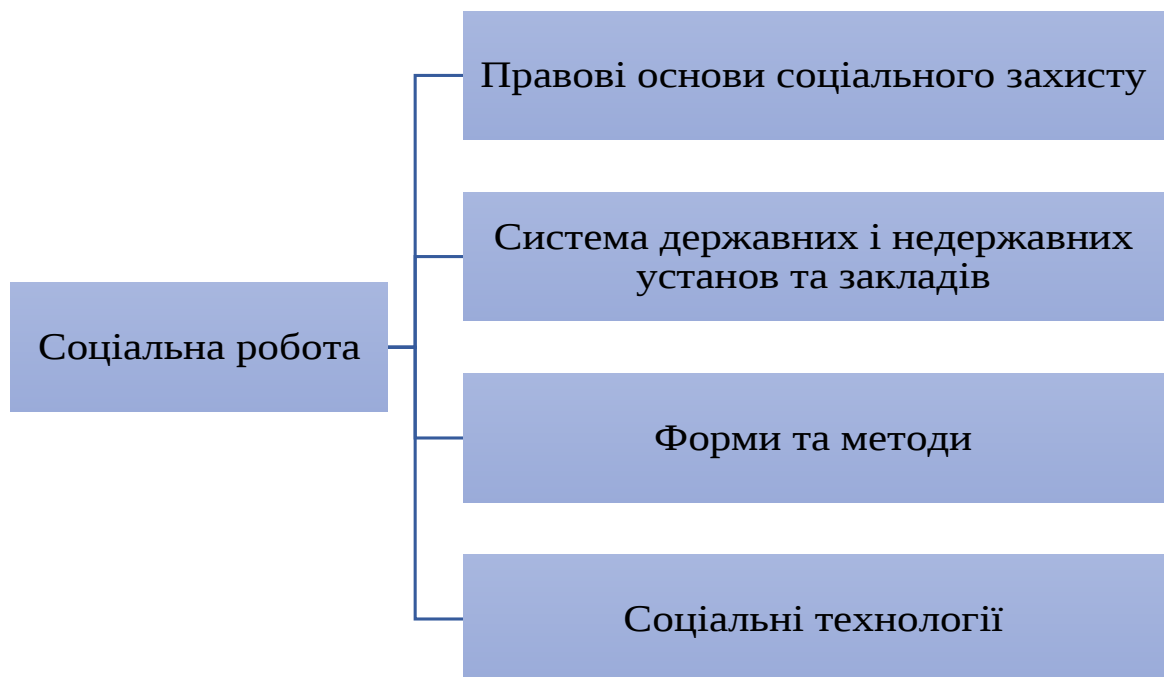 Правові основи соціального захисту
Система державних і недержавних
установ та закладів
Соціальна робота
Форми та методи
Соціальні технології